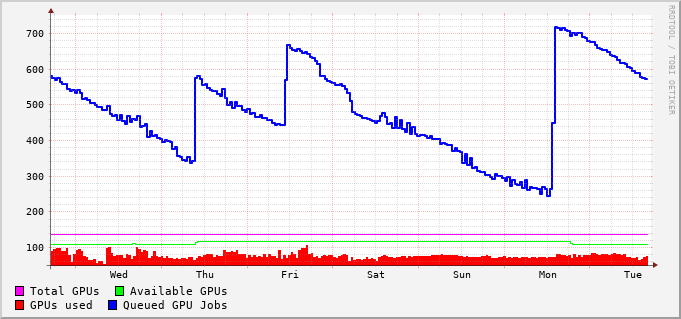 700
600
500
400
300
200
100
Wed Thu Fri Sat Sun Mon Tue
Total GPUs Available GPUs
GPUs used Queued GPU Jobs
RRDTOOL / TOBI OETIKER